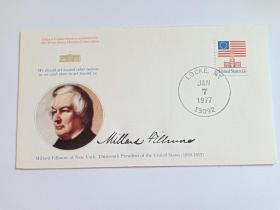 We should act toward other nations
as we wish them to act toward us.
LOCKE, N.Y.
JAN
7
1977
13092
United States 13c
Millard Fillmore
Millard Fillmore of New York: Thirteenth President of the United States (1850-1853)